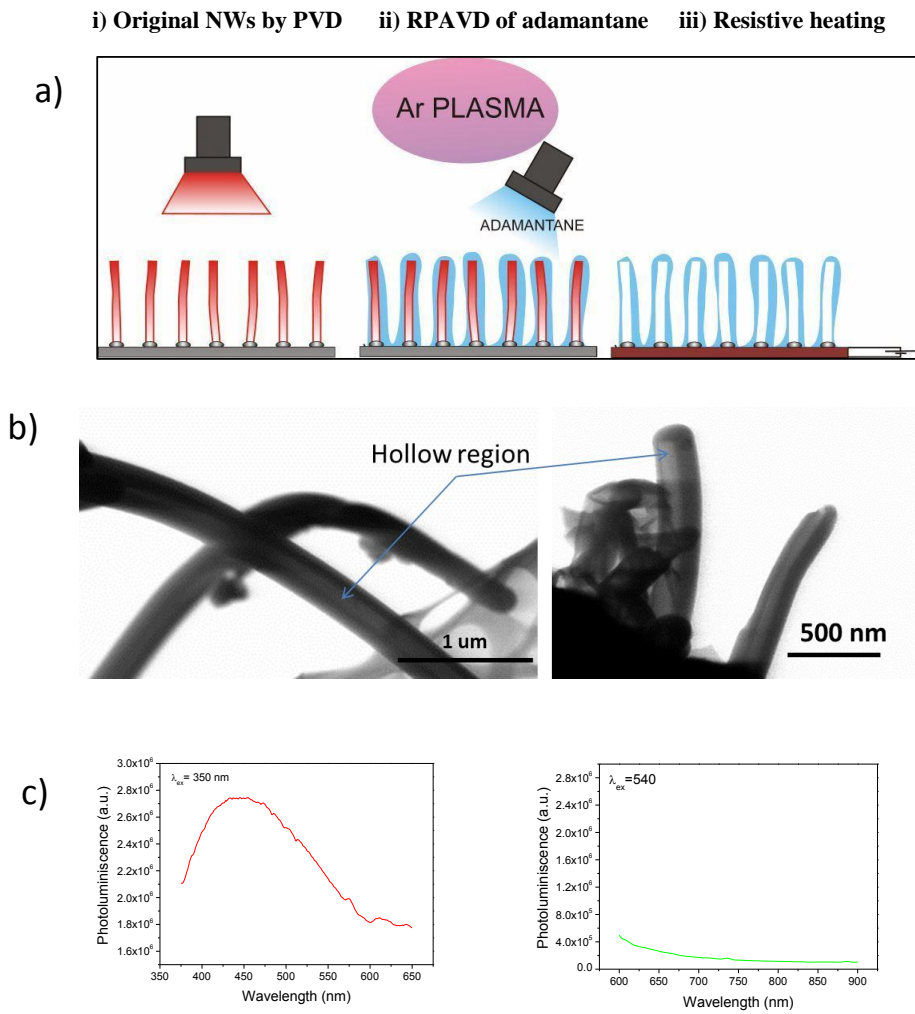 i) Original NWs by PVD ii) RPAVD of adamantane iii) Resistive heating
a)
Ar PLASMA
ADAMANTANE
b)
Hollow region
1 um
500 nm
c)
λex= 350 nm
3.0x10⁶
2.8x10⁶
2.6x10⁶
2.4x10⁶
2.2x10⁶
2.0x10⁶
1.8x10⁶
1.6x10⁶
Photoluminiscence (a.u.)
350 400 450 500 550 600 650
Wavelength (nm)
λex=540
2.8x10⁶
2.4x10⁶
2.0x10⁶
1.6x10⁶
1.2x10⁶
8.0x10⁵
4.0x10⁵
0.0
Photoluminiscence (a.u.)
600 650 700 750 800 850 900
Wavelength (nm)